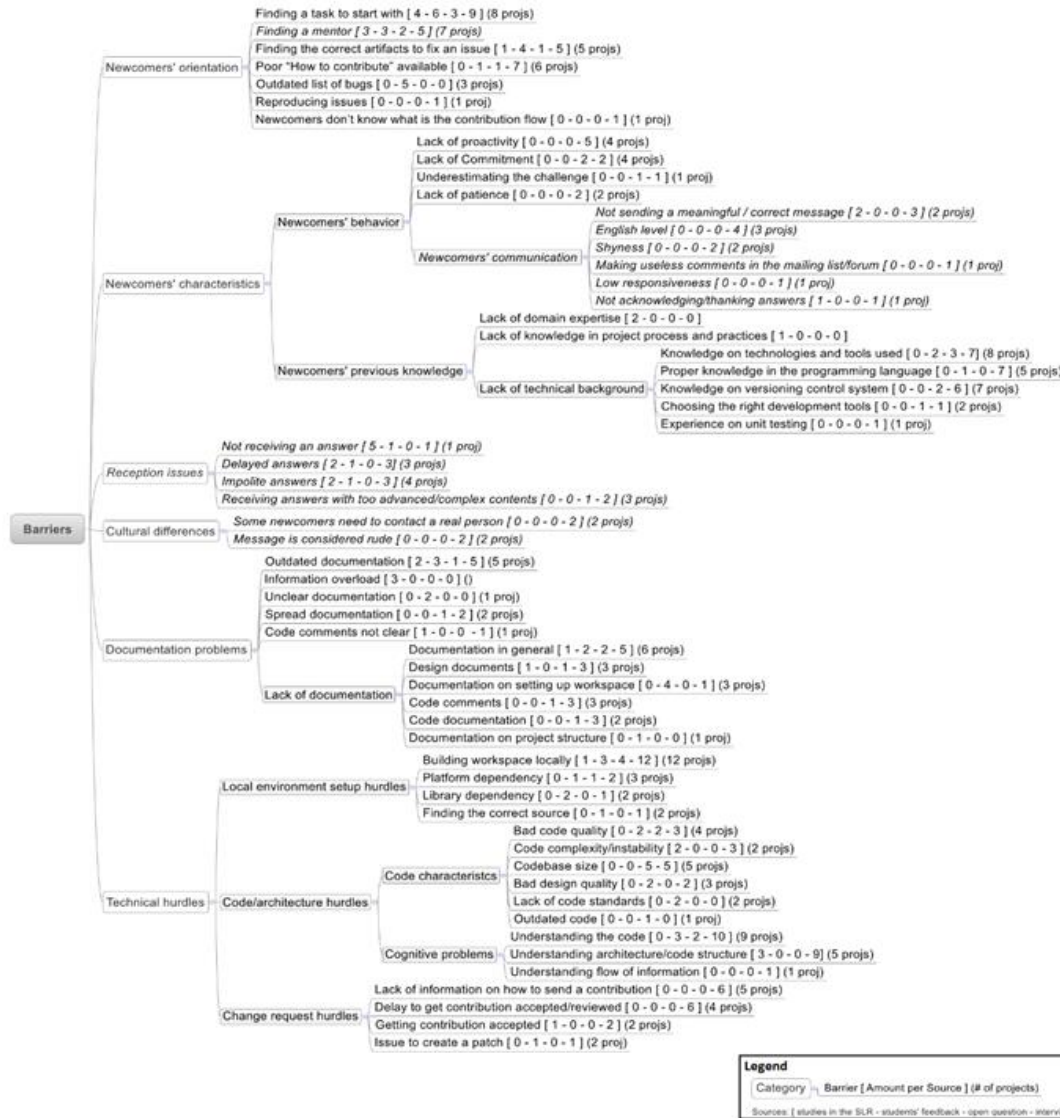 Finding a task to start with [ 4 - 6 - 3 - 9 ] (8 projs)
Finding a mentor [ 3 - 3 - 2 - 5 ] (7 projs)
Finding the correct artifacts to fix an issue [ 1 - 4 - 1 - 5 ] (5 projs)
Newcomers' orientation
Poor "How to contribute" available [ 0 - 1 - 1 - 7 ] (6 projs)
Outdated list of bugs [ 0 - 5 - 0 - 0 ] (3 projs)
Reproducing issues [ 0 - 0 - 0 - 1 ] (1 proj)
Newcomers don't know what is the contribution flow [ 0 - 0 - 0 - 1 ] (1 proj)
Lack of proactivity [ 0 - 0 - 0 - 5 ] (4 projs)
Lack of Commitment [ 0 - 0 - 2 - 2 ] (4 projs)
Underestimating the challenge [ 0 - 0 - 1 - 1 ] (1 proj)
Lack of patience [ 0 - 0 - 0 - 2 ] (2 projs)
Newcomers' behavior
Not sending a meaningful / correct message [ 2 - 0 - 0 - 3 ] (2 projs)
English level [ 0 - 0 - 0 - 4 ] (3 projs)
Shyness [ 0 - 0 - 0 - 2 ] (2 projs)
Newcomers' communication
Making useless comments in the mailing list/forum [ 0 - 0 - 0 - 1 ] (1 proj)
Low responsiveness [ 0 - 0 - 0 - 1 ] (1 proj)
Not acknowledging/thanking answers [ 1 - 0 - 0 - 1 ] (1 proj)
Newcomers' characteristics
Lack of domain expertise [ 2 - 0 - 0 - 0 ]
Lack of knowledge in project process and practices [ 1 - 0 - 0 - 0 ]
Newcomers' previous knowledge
Knowledge on technologies and tools used [ 0 - 2 - 3 - 7] (8 projs)
Proper knowledge in the programming language [ 0 - 1 - 0 - 7 ] (5 projs)
Lack of technical background
Knowledge on versioning control system [ 0 - 0 - 2 - 6 ] (7 projs)
Choosing the right development tools [ 0 - 0 - 1 - 1 ] (2 projs)
Experience on unit testing [ 0 - 0 - 0 - 1 ] (1 proj)
Not receiving an answer [ 5 - 1 - 0 - 1 ] (1 proj)
Delayed answers [ 2 - 1 - 0 - 3] (3 projs)
Reception issues
Impolite answers [ 2 - 1 - 0 - 3 ] (4 projs)
Receiving answers with too advanced/complex contents [ 0 - 0 - 1 - 2 ] (3 projs)
Barriers
Cultural differences
Some newcomers need to contact a real person [ 0 - 0 - 0 - 2 ] (2 projs)
Message is considered rude [ 0 - 0 - 0 - 2 ] (2 projs)
Outdated documentation [ 2 - 3 - 1 - 5 ] (5 projs)
Information overload [ 3 - 0 - 0 - 0 ] ()
Unclear documentation [ 0 - 2 - 0 - 0 ] (1 proj)
Spread documentation [ 0 - 0 - 1 - 2 ] (2 projs)
Code comments not clear [ 1 - 0 - 0 - 1 ] (1 proj)
Documentation problems
Documentation in general [ 1 - 2 - 2 - 5 ] (6 projs)
Design documents [ 1 - 0 - 1 - 3 ] (3 projs)
Documentation on setting up workspace [ 0 - 4 - 0 - 1 ] (3 projs)
Lack of documentation
Code comments [ 0 - 0 - 1 - 3 ] (3 projs)
Code documentation [ 0 - 0 - 1 - 3 ] (2 projs)
Documentation on project structure [ 0 - 1 - 0 - 0 ] (1 proj)
Building workspace locally [ 1 - 3 - 4 - 12 ] (12 projs)
Local environment setup hurdles
Platform dependency [ 0 - 1 - 1 - 2 ] (3 projs)
Library dependency [ 0 - 2 - 0 - 1 ] (2 projs)
Finding the correct source [ 0 - 1 - 0 - 1 ] (2 projs)
Bad code quality [ 0 - 2 - 2 - 3 ] (4 projs)
Code complexity/instability [ 2 - 0 - 0 - 3 ] (2 projs)
Code characteristcs
Codebase size [ 0 - 0 - 5 - 5 ] (5 projs)
Bad design quality [ 0 - 2 - 0 - 2 ] (3 projs)
Technical hurdles
Code/architecture hurdles
Lack of code standards [ 0 - 2 - 0 - 0 ] (2 projs)
Outdated code [ 0 - 0 - 1 - 0 ] (1 proj)
Understanding the code [ 0 - 3 - 2 - 10 ] (9 projs)
Cognitive problems
Understanding architecture/code structure [ 3 - 0 - 0 - 9] (5 projs)
Understanding flow of information [ 0 - 0 - 0 - 1 ] (1 proj)
Lack of information on how to send a contribution [ 0 - 0 - 0 - 6 ] (5 projs)
Change request hurdles
Delay to get contribution accepted/reviewed [ 0 - 0 - 0 - 6 ] (4 projs)
Getting contribution accepted [ 1 - 0 - 0 - 2 ] (2 projs)
Issue to create a patch [ 0 - 1 - 0 - 1 ] (2 proj)
Legend
Category
Barrier [ Amount per Source ] (# of projects)
Sources: [ studies in the SLR - students' feedback - open question -